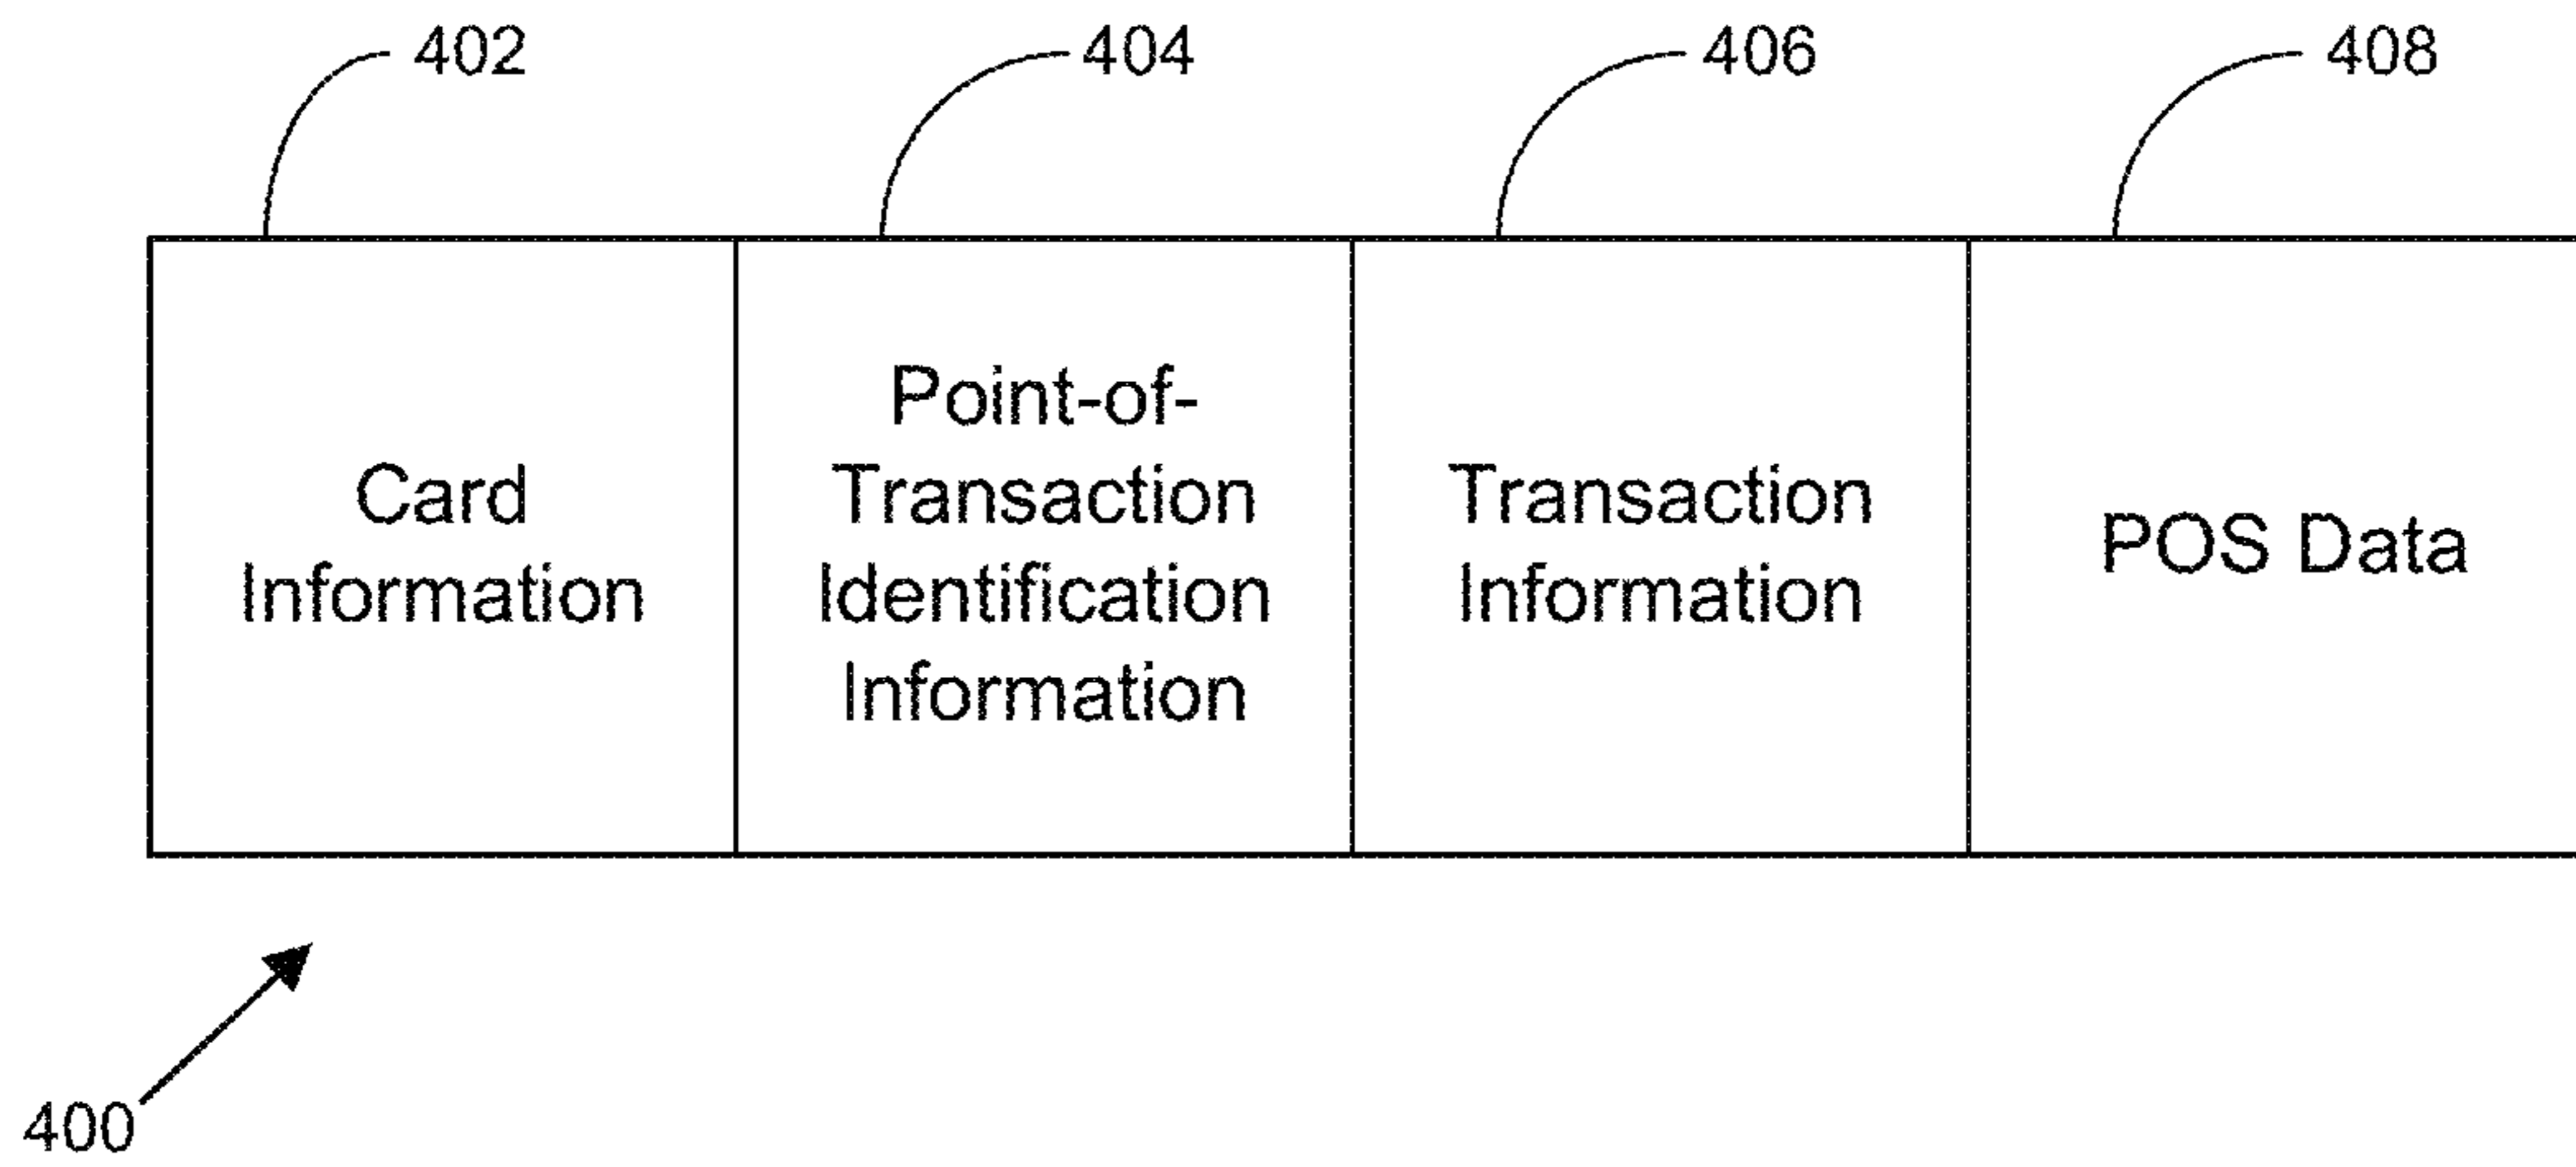 402
404
406
408
Card
Information
Point-of-
Transaction
Identification
Information
Transaction
Information
POS Data
400